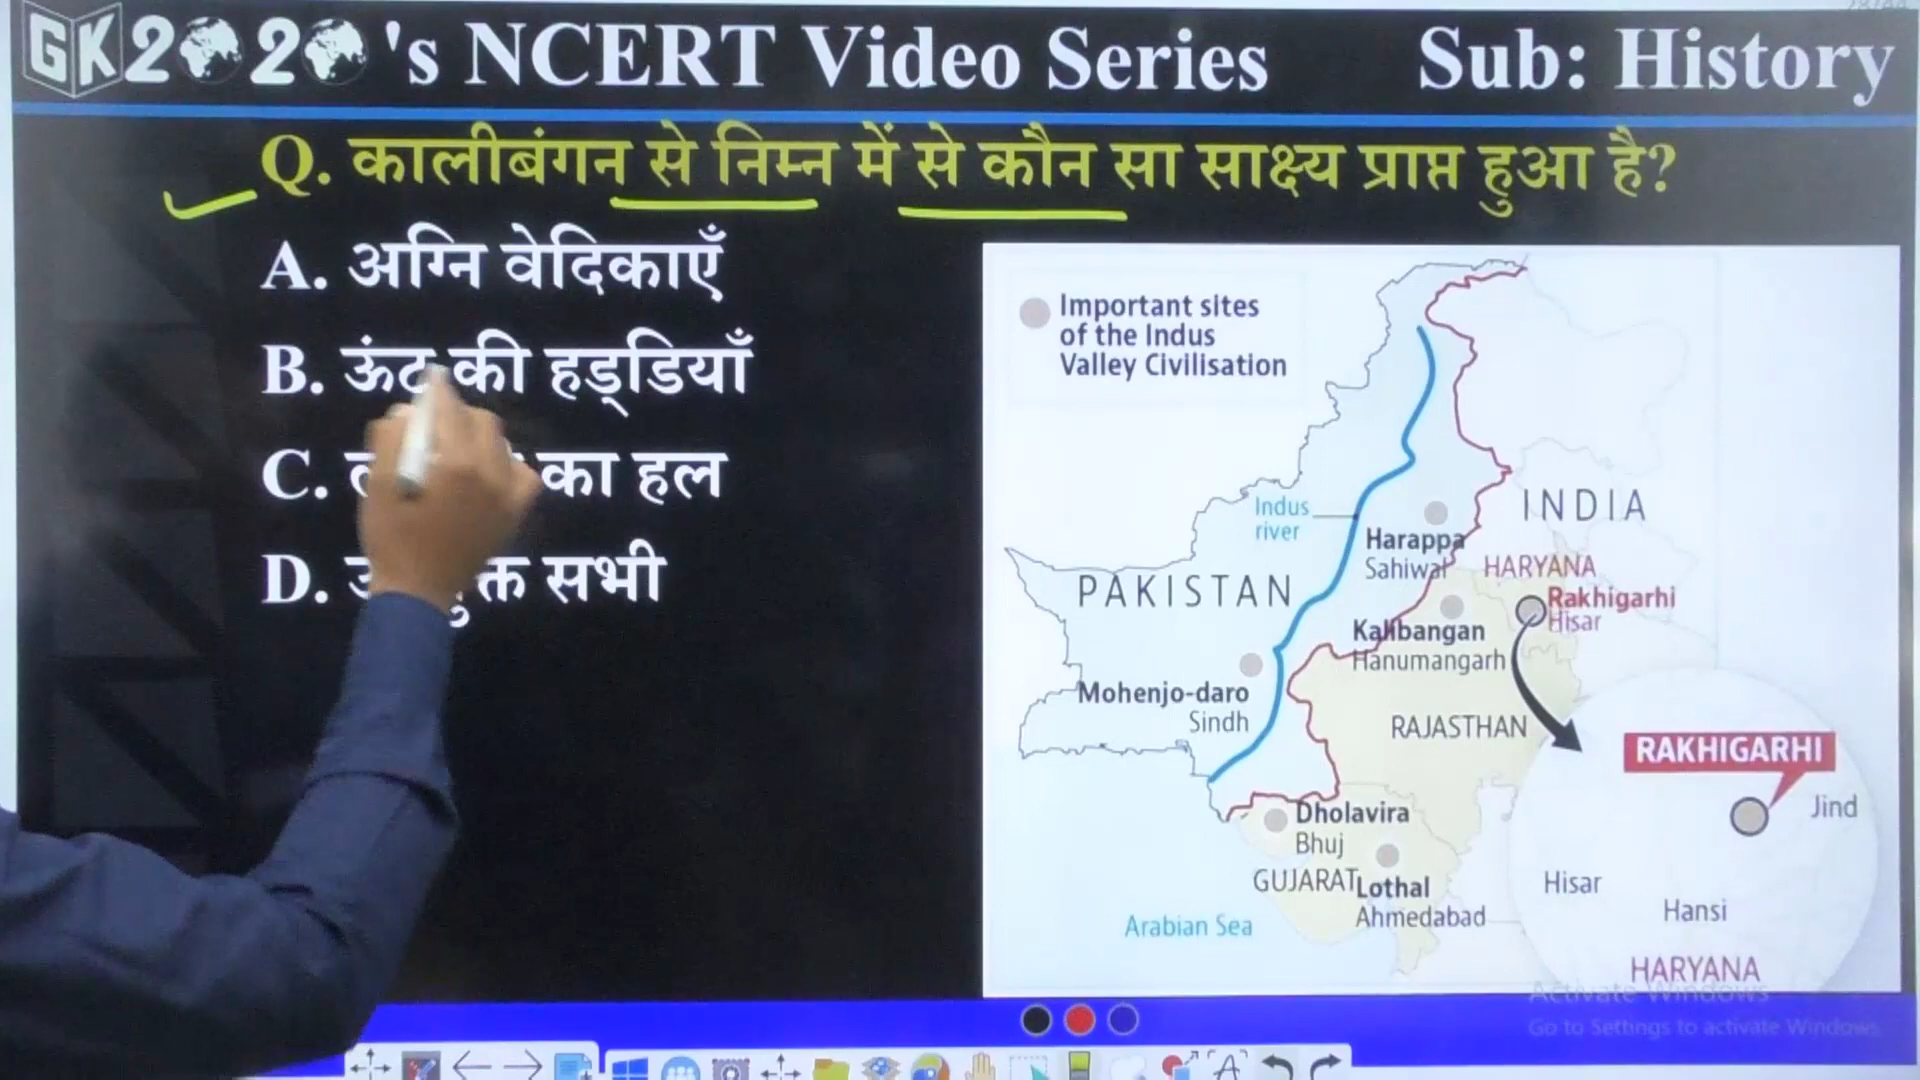 GK2020's NCERT Video Series Sub: History
Q. कालीबंगन से निम्न में से कौन सा साक्ष्य प्राप्त हुआ है?
A. अग्नि वेदिकाएँ
B. ऊंट की हड्डियाँ
C. का हल
D. सभी
Important sites
of the Indus
Valley Civilisation
Indus
river
INDIA
Harappa
Sahiwal
HARYANA
PAKISTAN
Rakhigarhi
Hisar
Kalibangan
Hanumangarh
Mohenjo-daro
Sindh
RAJASTHAN
RAKHIGARHI
Jind
Dholavira
Bhuj
GUJARAT
Lothal
Ahmedabad
Hisar
Hansi
Arabian Sea
HARYANA
Activate Windows
Go to Settings to activate Windows